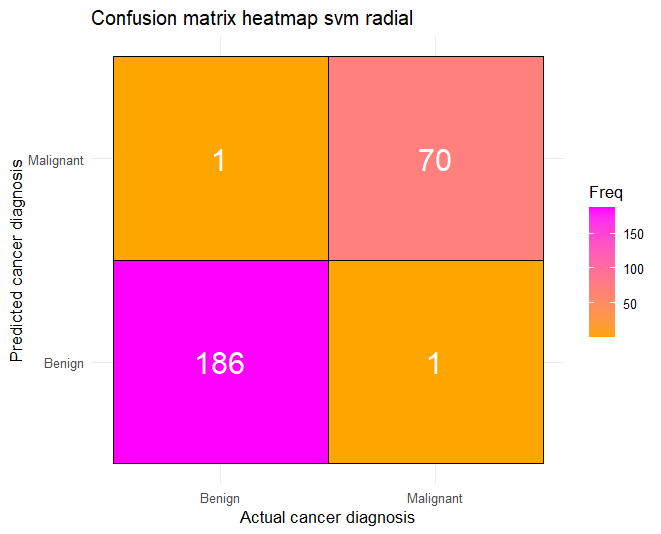 Confusion matrix heatmap svm radial
Predicted cancer diagnosis
Malignant
1
70
Benign
186
1
Benign
Malignant
Actual cancer diagnosis
Freq
150
100
50